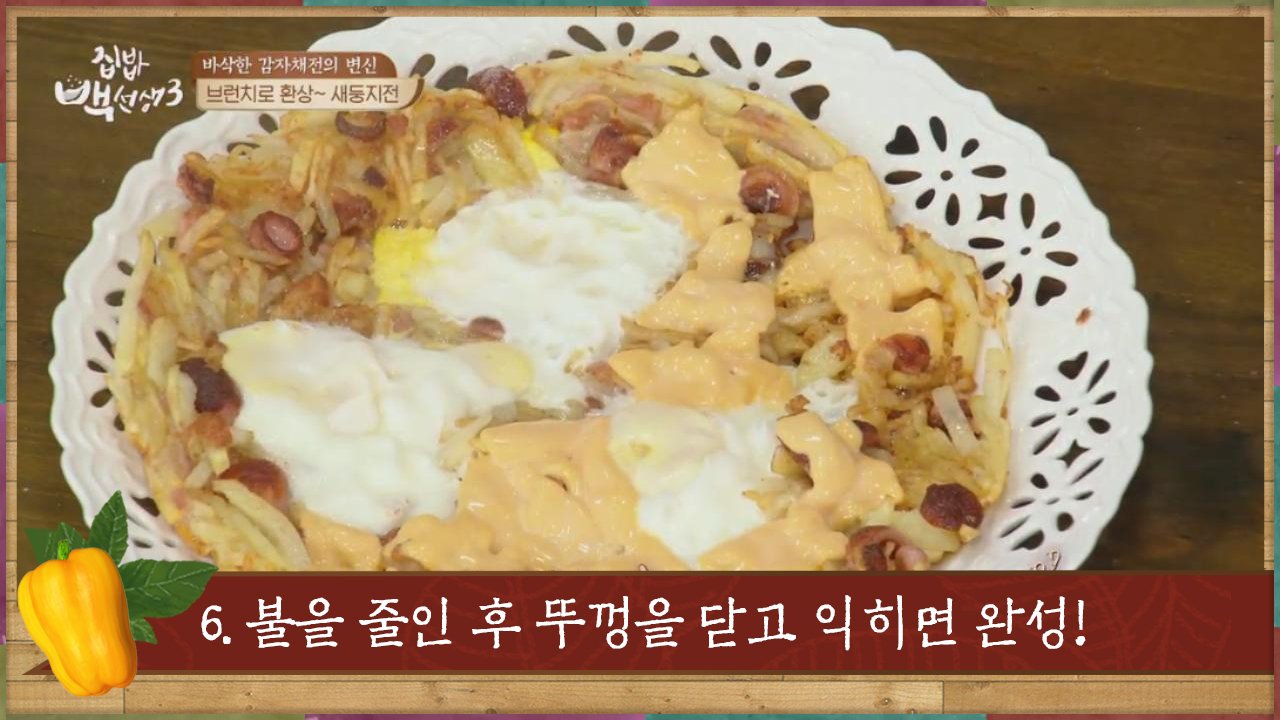 집밥
백선생3
바삭한 감자채전의 변신
브런치로 환상~ 새둥지전
6. 불을 줄인 후 뚜껑을 닫고 익히면 완성!